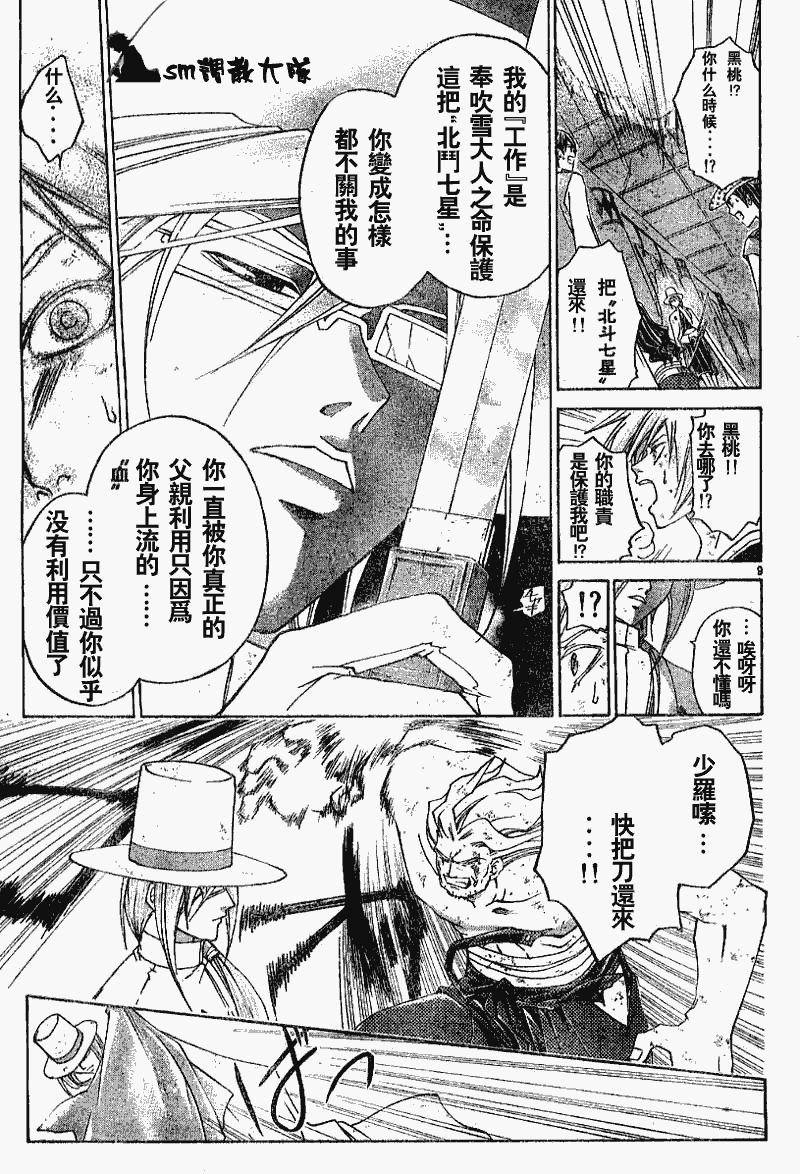 sm調教大隊
黑桃!?
你什么時候‥‥!?
把“北斗七星”
還來!!
黑桃!!
你去哪了!?
你的職責
是保護我吧!?
9
‥‥唉呀呀
你還不懂嗎
!?
我的『工作』是
奉吹雪大人之命保護
這把“北鬥七星”…
你變成怎樣
都不關我的事
你一直被你真正的
父親利用只因爲
你身上流的……
“血”
……只不過你似乎
没有利用價值了
什么‥‥
少羅嗦…
快把刀還來
‥‥!!
ばっ